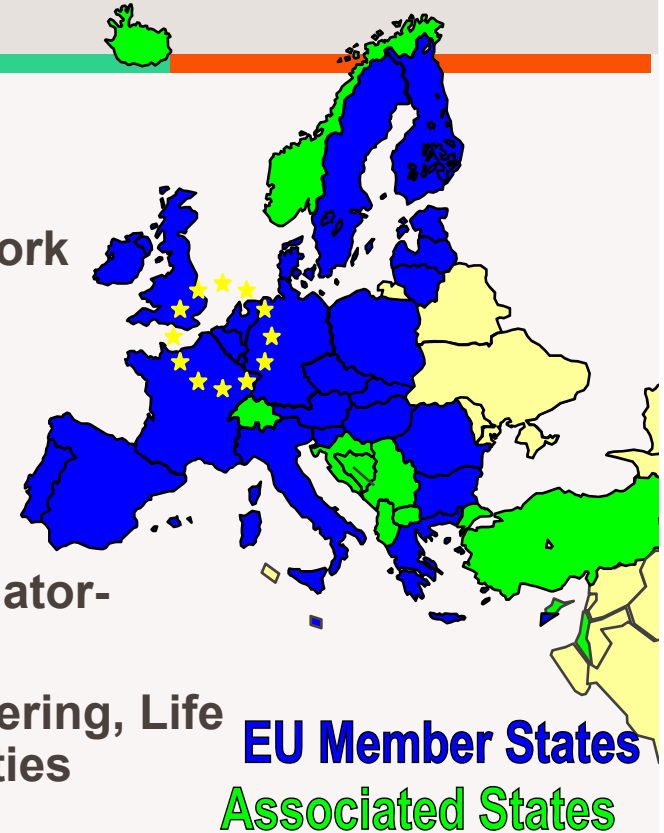 ork
ator-
ering, Life
ties
EU Member States
Associated States